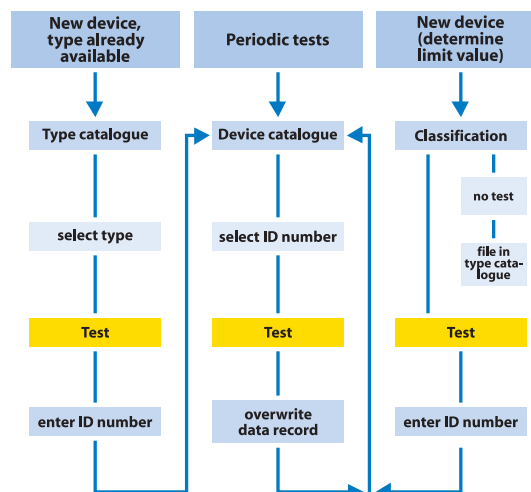 New device,
type already
available
Periodic tests
New device
(determine
limit value)
Type catalogue
Device catalogue
Classification
no test
select type
select ID number
file in
type cata-
logue
Test
Test
Test
enter ID number
overwrite
data record
enter ID number